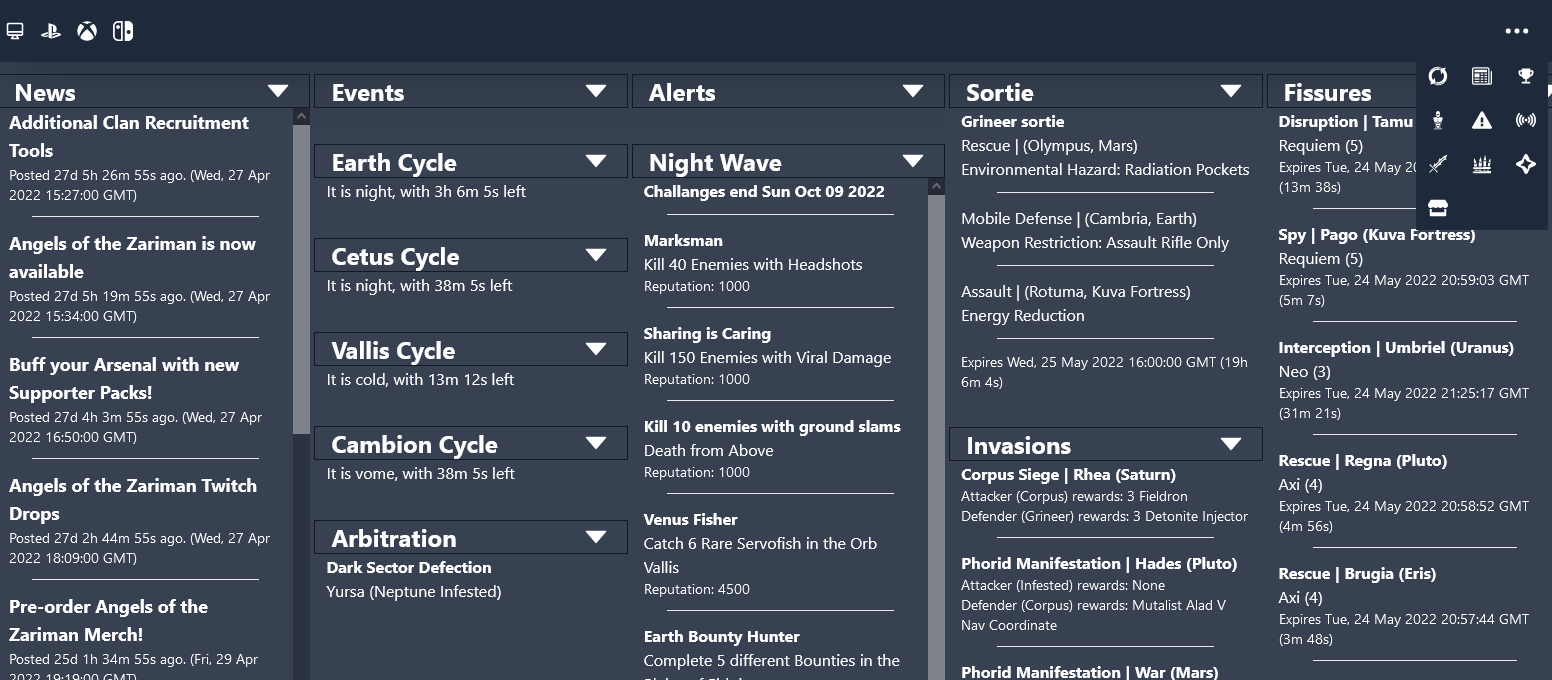 News
Additional Clan Recruitment
Tools
Posted 27d 5h 26m 55s ago. (Wed, 27 Apr
2022 15:27:00 GMT)
Angels of the Zariman is now
available
Posted 27d 5h 19m 55s ago. (Wed, 27 Apr
2022 15:34:00 GMT)
Buff your Arsenal with new
Supporter Packs!
Posted 27d 4h 3m 55s ago. (Wed, 27 Apr
2022 16:50:00 GMT)
Angels of the Zariman Twitch
Drops
Posted 27d 2h 44m 55s ago. (Wed, 27 Apr
2022 18:09:00 GMT)
Pre-order Angels of the
Zariman Merch!
Posted 25d 1h 34m 55s ago. (Fri, 29 Apr
2022 19:19:00 GMT)
Events
Earth Cycle
It is night, with 3h 6m 5s left
Cetus Cycle
It is night, with 38m 5s left
Vallis Cycle
It is cold, with 13m 12s left
Cambion Cycle
It is vome, with 38m 5s left
Arbitration
Dark Sector Defection
Yursa (Neptune Infested)
Alerts
Night Wave
Challanges end Sun Oct 09 2022
Marksman
Kill 40 Enemies with Headshots
Reputation: 1000
Sharing is Caring
Kill 150 Enemies with Viral Damage
Reputation: 1000
Kill 10 enemies with ground slams
Death from Above
Reputation: 1000
Venus Fisher
Catch 6 Rare Servofish in the Orb
Vallis
Reputation: 4500
Earth Bounty Hunter
Complete 5 different Bounties in the
Sortie
Grineer sortie
Rescue | (Olympus, Mars)
Environmental Hazard: Radiation Pockets
Mobile Defense | (Cambria, Earth)
Weapon Restriction: Assault Rifle Only
Assault | (Rotuma, Kuva Fortress)
Energy Reduction
Expires Wed, 25 May 2022 16:00:00 GMT (19h
6m 4s)
Invasions
Corpus Siege | Rhea (Saturn)
Attacker (Corpus) rewards: 3 Fieldron
Defender (Grineer) rewards: 3 Detonite Injector
Phorid Manifestation | Hades (Pluto)
Attacker (Infested) rewards: None
Defender (Corpus) rewards: Mutalist Alad V
Nav Coordinate
Phorid Manifestation | War (Mars)
Fissures
Disruption | Tamu
Requiem (5)
Expires Tue, 24 May 20
(13m 38s)
Spy | Pago (Kuva Fortress)
Requiem (5)
Expires Tue, 24 May 2022 20:59:03 GMT
(5m 7s)
Interception | Umbriel (Uranus)
Neo (3)
Expires Tue, 24 May 2022 21:25:17 GMT
(31m 21s)
Rescue | Regna (Pluto)
Axi (4)
Expires Tue, 24 May 2022 20:58:52 GMT
(4m 56s)
Rescue | Brugia (Eris)
Axi (4)
Expires Tue, 24 May 2022 20:57:44 GMT
(3m 48s)